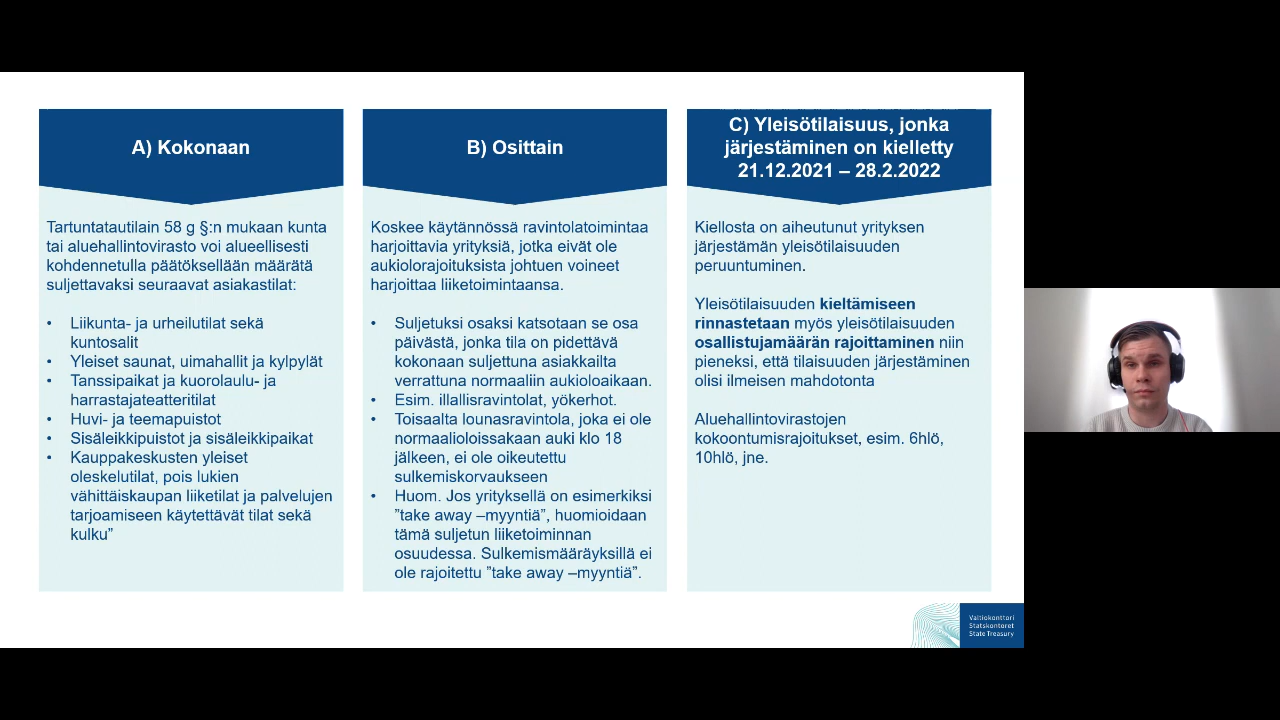 A) Kokonaan
Tartuntatautilain 58 g §:n mukaan kunta
tai aluehallintovirasto voi alueellisesti
kohdennetulla päätöksellään määrätä
suljettavaksi seuraavat asiakastilat:
• Liikunta- ja urheilutilat sekä
kuntosalit
• Yleiset saunat, uimahallit ja kylpylät
• Tanssipaikat ja kuorolaulu- ja
harrastajateatteritilat
• Huvi- ja teemapuistot
• Sisäleikkipuistot ja sisäleikkipaikat
• Kauppakeskusten yleiset
oleskelutilat, pois lukien
vähittäiskaupan liiketilat ja palvelujen
tarjoamiseen käytettävät tilat sekä
kulku”
B) Osittain
Koskee käytännössä ravintolatoimintaa
harjoittavia yrityksiä, jotka eivät ole
aukiolorajoituksista johtuen voineet
harjoittaa liiketoimintaansa.
• Suljetuksi osaksi katsotaan se osa
päivästä, jonka tila on pidettävä
kokonaan suljettuna asiakkailta
verrattuna normaaliin aukioloaikaan.
• Esim. illallisravintolat, yökerhot.
• Toisaalta lounasravintola, joka ei ole
normaalioloissakaan auki klo 18
jälkeen, ei ole oikeutettu
sulkemiskorvaukseen
• Huom. Jos yrityksellä on esimerkiksi
”take away –myyntiä”, huomioidaan
tämä suljetun liiketoiminnan
osuudessa. Sulkemismääräyksillä ei
ole rajoitettu ”take away –myyntiä”.
C) Yleisötilaisuus, jonka
järjestäminen on kielletty
21.12.2021 – 28.2.2022
Kiellosta on aiheutunut yrityksen
järjestämän yleisötilaisuuden
peruuntuminen.
Yleisötilaisuuden kieltämiseen
rinnastetaan myös yleisötilaisuuden
osallistujamäärän rajoittaminen niin
pieneksi, että tilaisuuden järjestäminen
olisi ilmeisen mahdotonta
Aluehallintovirastojen
kokoontumisrajoitukset, esim. 6hlö,
10hlö, jne.
Valtiokonttori
Statskontoret
State Treasury